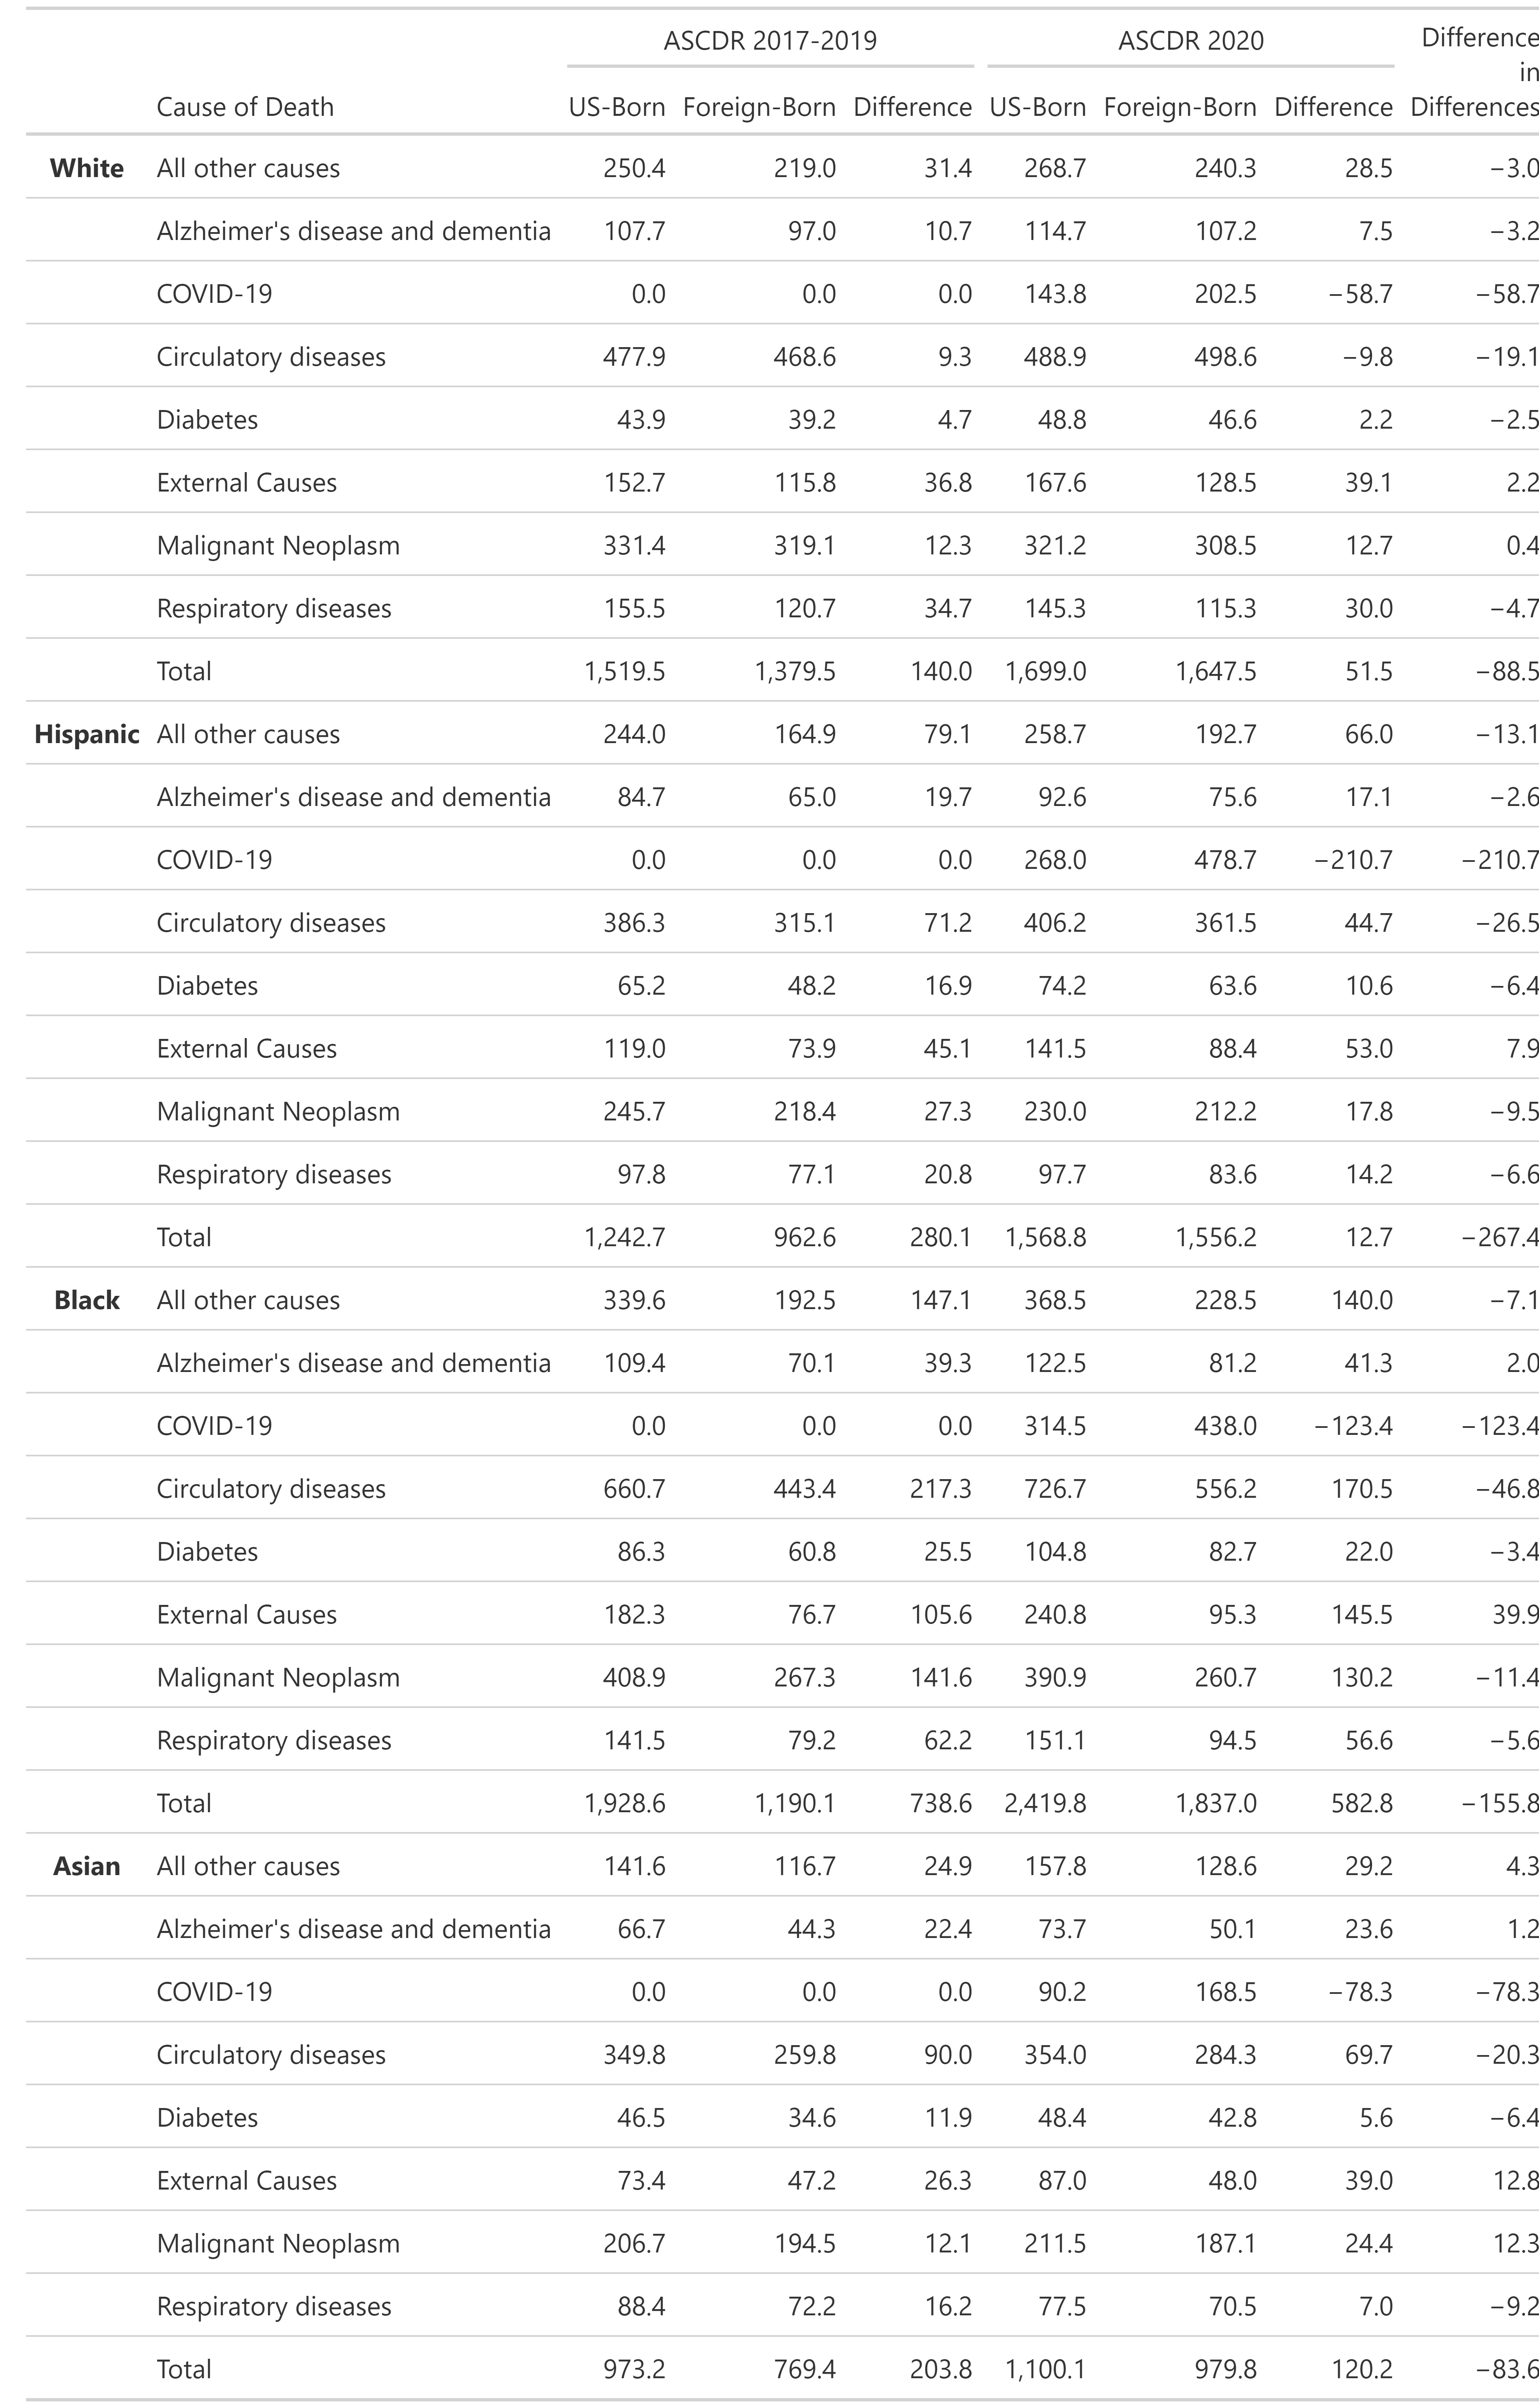 ASCDR 2017-2019 ASCDR 2020 Difference in Differences
Cause of Death US-Born Foreign-Born Difference US-Born Foreign-Born Difference
White All other causes 250.4 219.0 31.4 268.7 240.3 28.5 −3.0
Alzheimer's disease and dementia 107.7 97.0 10.7 114.7 107.2 7.5 −3.2
COVID-19 0.0 0.0 0.0 143.8 202.5 −58.7 −58.7
Circulatory diseases 477.9 468.6 9.3 488.9 498.6 −9.8 −19.1
Diabetes 43.9 39.2 4.7 48.8 46.6 2.2 −2.5
External Causes 152.7 115.8 36.8 167.6 128.5 39.1 2.2
Malignant Neoplasm 331.4 319.1 12.3 321.2 308.5 12.7 0.4
Respiratory diseases 155.5 120.7 34.7 145.3 115.3 30.0 −4.7
Total 1,519.5 1,379.5 140.0 1,699.0 1,647.5 51.5 −88.5
Hispanic All other causes 244.0 164.9 79.1 258.7 192.7 66.0 −13.1
Alzheimer's disease and dementia 84.7 65.0 19.7 92.6 75.6 17.1 −2.6
COVID-19 0.0 0.0 0.0 268.0 478.7 −210.7 −210.7
Circulatory diseases 386.3 315.1 71.2 406.2 361.5 44.7 −26.5
Diabetes 65.2 48.2 16.9 74.2 63.6 10.6 −6.4
External Causes 119.0 73.9 45.1 141.5 88.4 53.0 7.9
Malignant Neoplasm 245.7 218.4 27.3 230.0 212.2 17.8 −9.5
Respiratory diseases 97.8 77.1 20.8 97.7 83.6 14.2 −6.6
Total 1,242.7 962.6 280.1 1,568.8 1,556.2 12.7 −267.4
Black All other causes 339.6 192.5 147.1 368.5 228.5 140.0 −7.1
Alzheimer's disease and dementia 109.4 70.1 39.3 122.5 81.2 41.3 2.0
COVID-19 0.0 0.0 0.0 314.5 438.0 −123.4 −123.4
Circulatory diseases 660.7 443.4 217.3 726.7 556.2 170.5 −46.8
Diabetes 86.3 60.8 25.5 104.8 82.7 22.0 −3.4
External Causes 182.3 76.7 105.6 240.8 95.3 145.5 39.9
Malignant Neoplasm 408.9 267.3 141.6 390.9 260.7 130.2 −11.4
Respiratory diseases 141.5 79.2 62.2 151.1 94.5 56.6 −5.6
Total 1,928.6 1,190.1 738.6 2,419.8 1,837.0 582.8 −155.8
Asian All other causes 141.6 116.7 24.9 157.8 128.6 29.2 4.3
Alzheimer's disease and dementia 66.7 44.3 22.4 73.7 50.1 23.6 1.2
COVID-19 0.0 0.0 0.0 90.2 168.5 −78.3 −78.3
Circulatory diseases 349.8 259.8 90.0 354.0 284.3 69.7 −20.3
Diabetes 46.5 34.6 11.9 48.4 42.8 5.6 −6.4
External Causes 73.4 47.2 26.3 87.0 48.0 39.0 12.8
Malignant Neoplasm 206.7 194.5 12.1 211.5 187.1 24.4 12.3
Respiratory diseases 88.4 72.2 16.2 77.5 70.5 7.0 −9.2
Total 973.2 769.4 203.8 1,100.1 979.8 120.2 −83.6